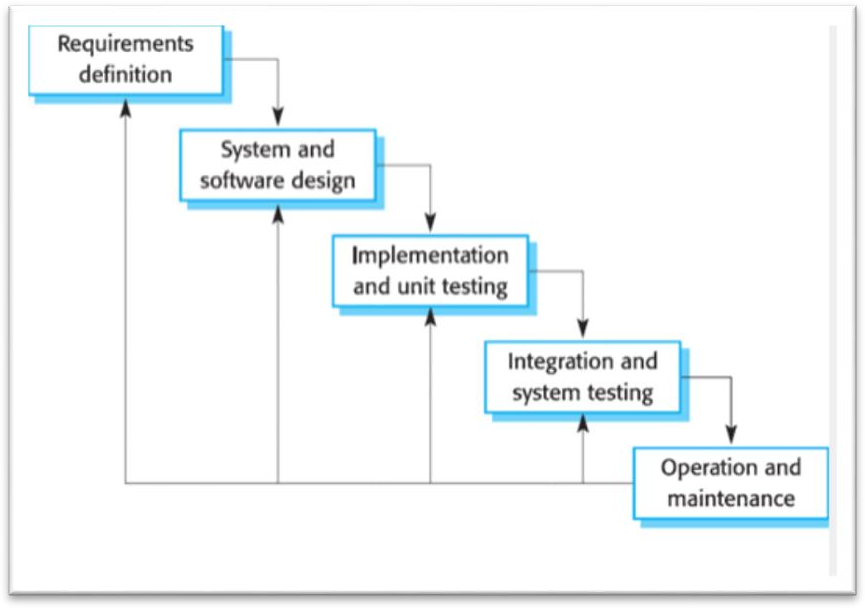 Requirements
definition
System and
software design
Implementation
and unit testing
Integration and
system testing
Operation and
maintenance